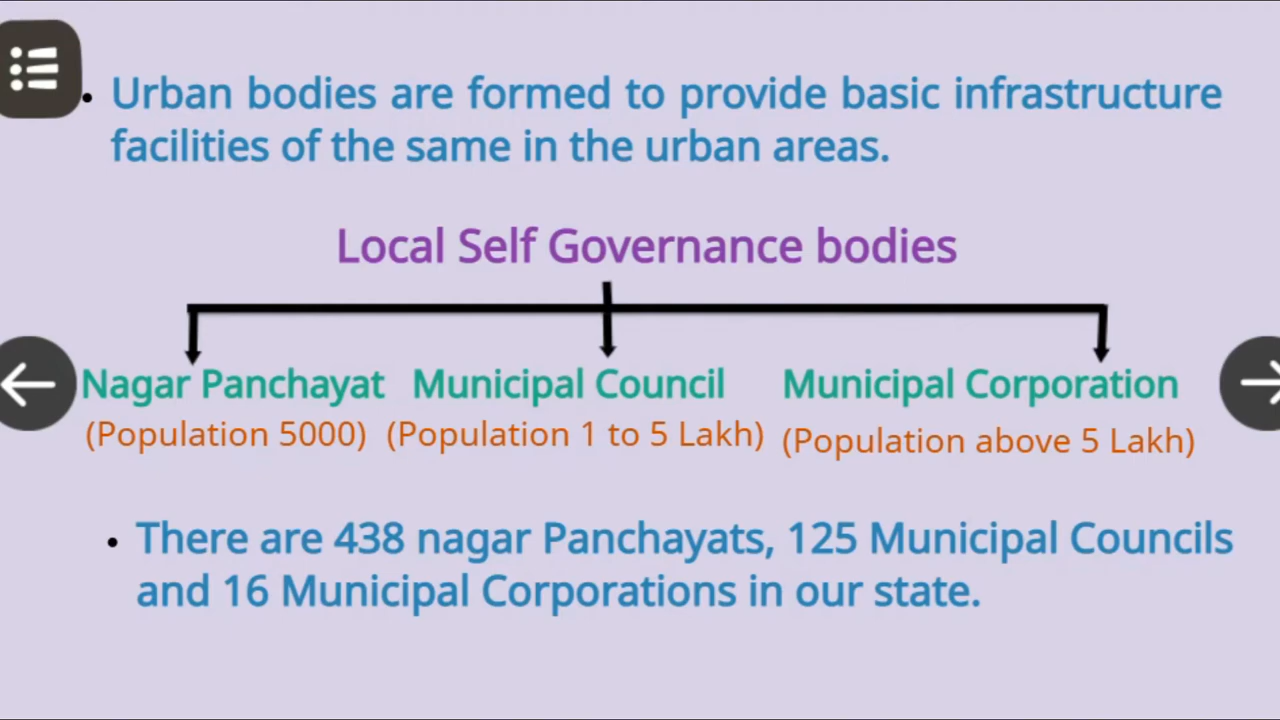 • Urban bodies are formed to provide basic infrastructure
facilities of the same in the urban areas.
Local Self Governance bodies
Nagar Panchayat Municipal Council Municipal Corporation
(Population 5000) (Population 1 to 5 Lakh) (Population above 5 Lakh)
• There are 438 nagar Panchayats, 125 Municipal Councils
and 16 Municipal Corporations in our state.